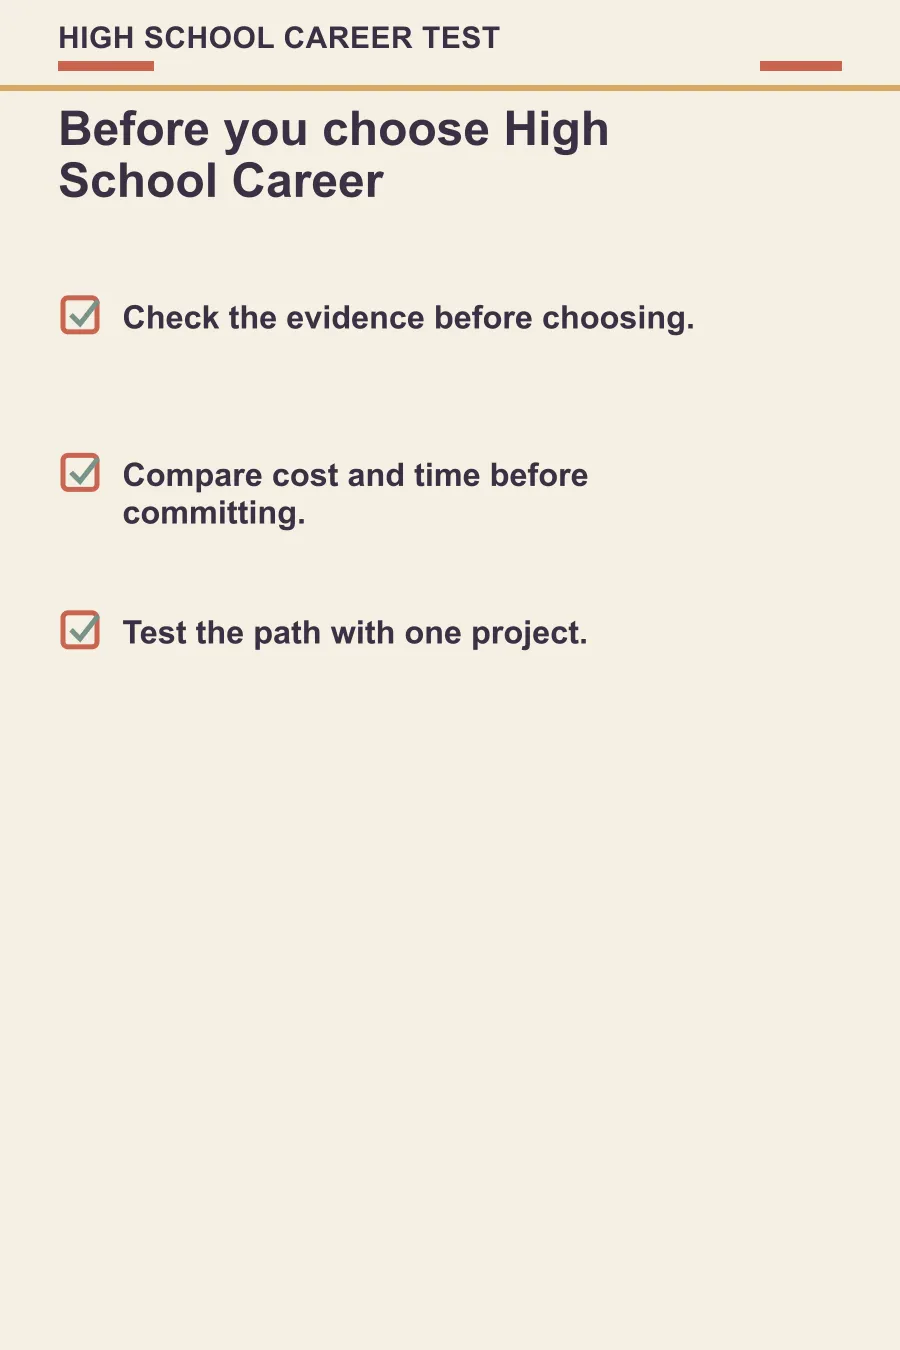 HIGH SCHOOL CAREER TEST
Before you choose High
School Career
Check the evidence before choosing.
Compare cost and time before
committing.
Test the path with one project.